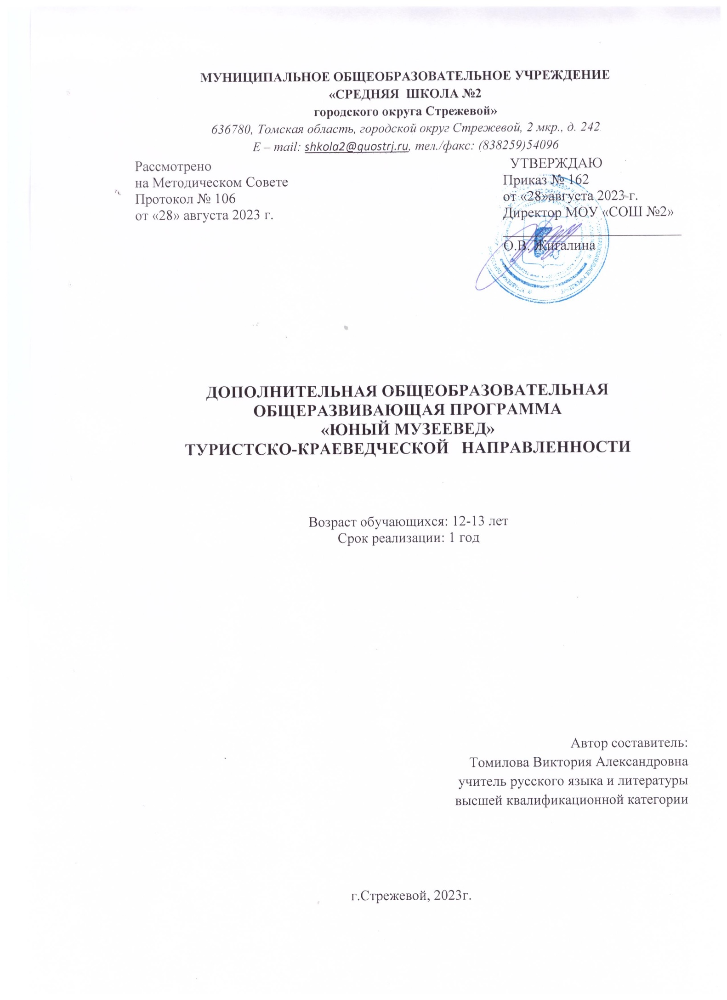 МУНИЦИПАЛЬНОЕ ОБЩЕОБРАЗОВАТЕЛЬНОЕ УЧРЕЖДЕНИЕ
«СРЕДНЯЯ ШКОЛА №2
городского округа Стрежевой»
636780, Томская область, городской округ Стрежевой, 2 мкр., д. 242
E – mail: shkola2@guostrj.ru, тел./факс: (838259)54096
Рассмотрено
на Методическом Совете
Протокол № 106
от «28» августа 2023 г.
УТВЕРЖДАЮ
Приказ № 162
от «28»августа 2023 г.
Директор МОУ «СОШ №2»
О.В. Жигалина
ДОПОЛНИТЕЛЬНАЯ ОБЩЕОБРАЗОВАТЕЛЬНАЯ
ОБЩЕРАЗВИВАЮЩАЯ ПРОГРАММА
«ЮНЫЙ МУЗЕЕВЕД»
ТУРИСТСКО-КРАЕВЕДЧЕСКОЙ НАПРАВЛЕННОСТИ
Возраст обучающихся: 12-13 лет
Срок реализации: 1 год
Автор составитель:
Томилова Виктория Александровна
учитель русского языка и литературы
высшей квалификационной категории
г.Стрежевой, 2023г.